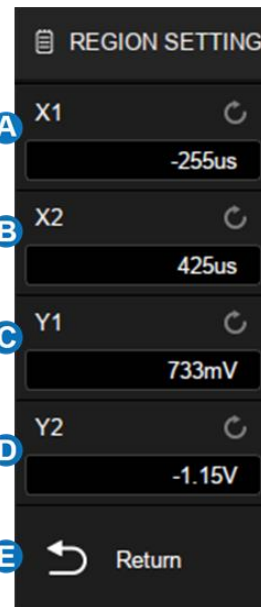 REGION SETTING
A
X1
-255us
B
X2
425us
C
Y1
733mV
D
Y2
-1.15V
E
Return